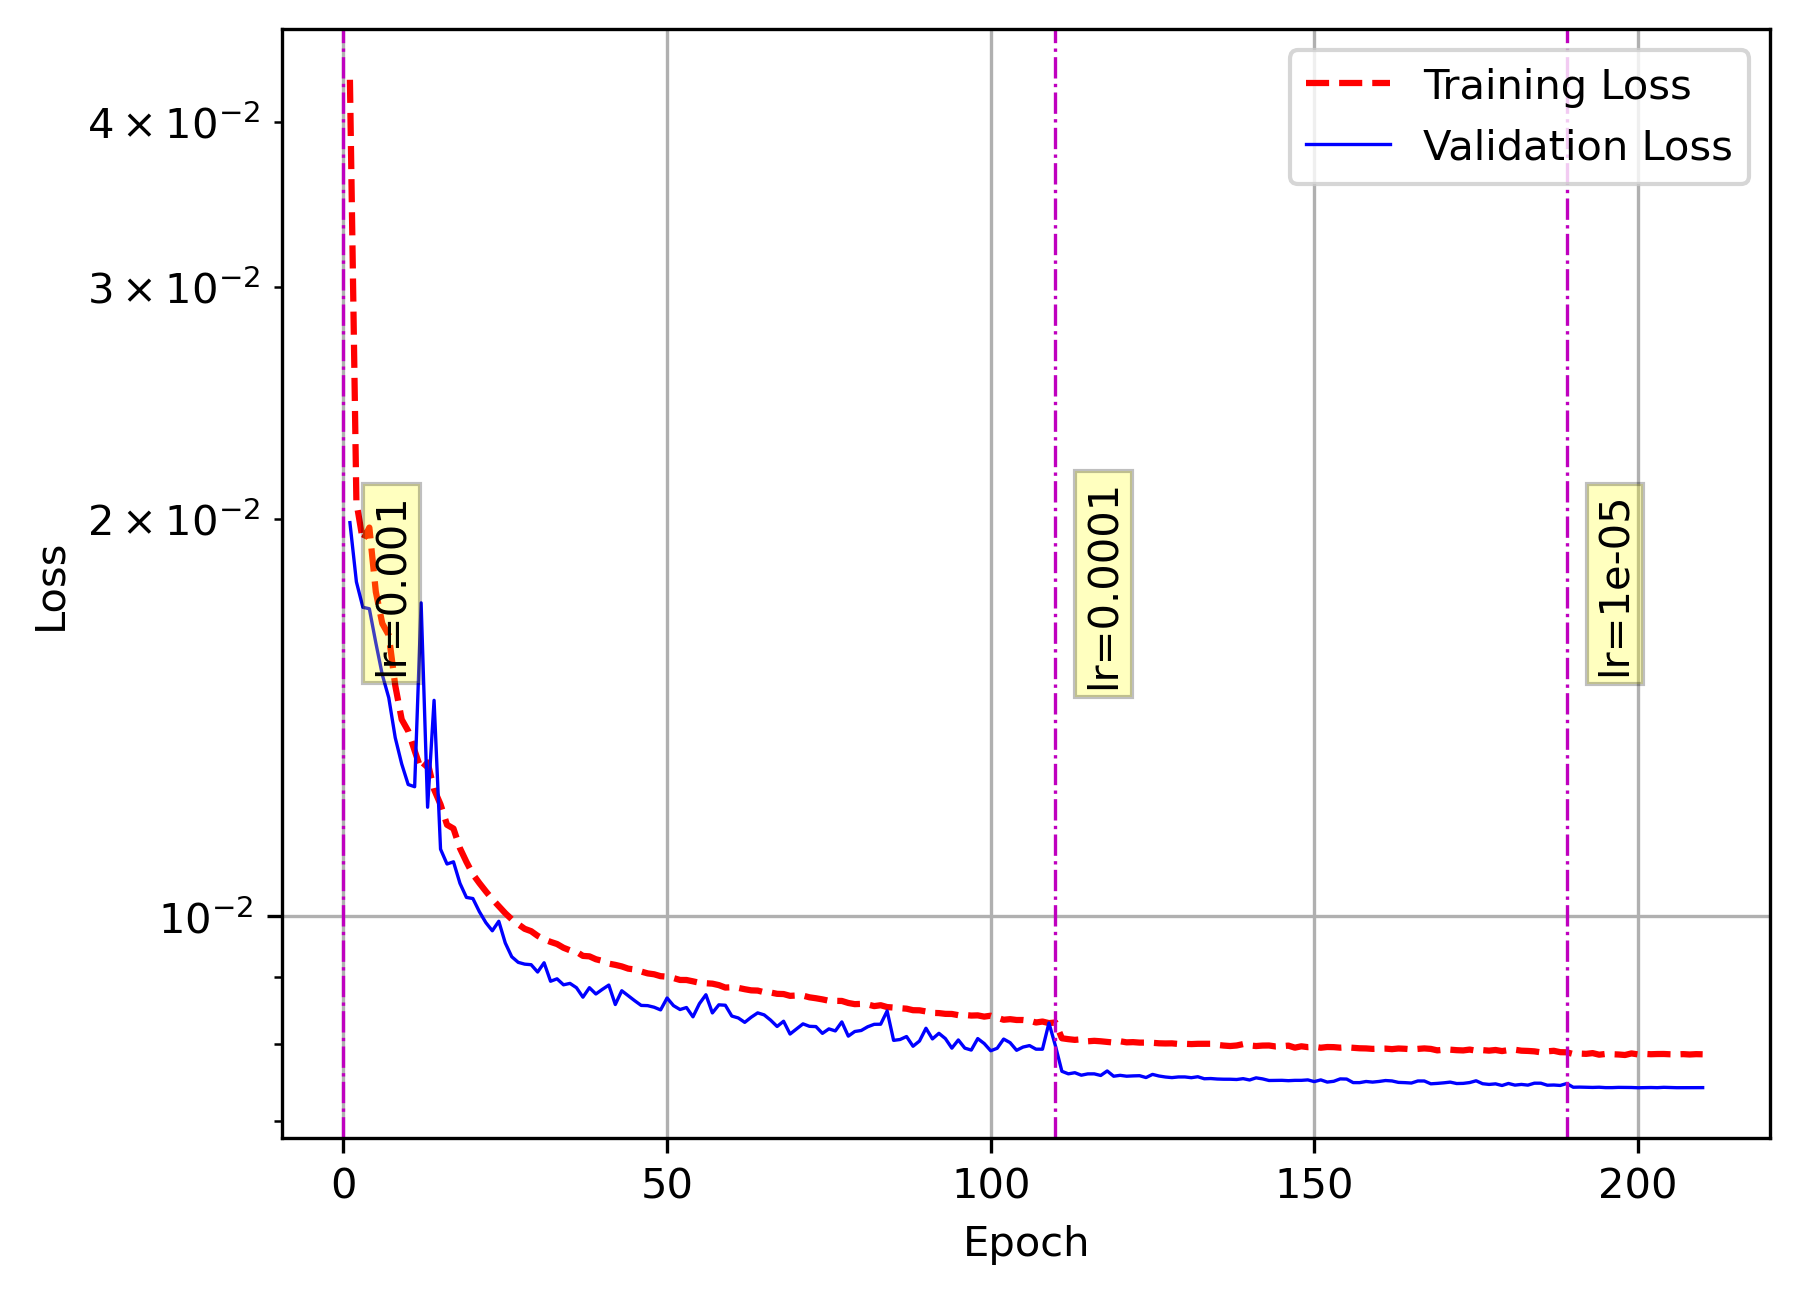 Training Loss
Validation Loss
4 × 10⁻²
3 × 10⁻²
2 × 10⁻²
10⁻²
Loss
lr=0.001
lr=0.0001
lr=1e-05
0
50
100
150
200
Epoch